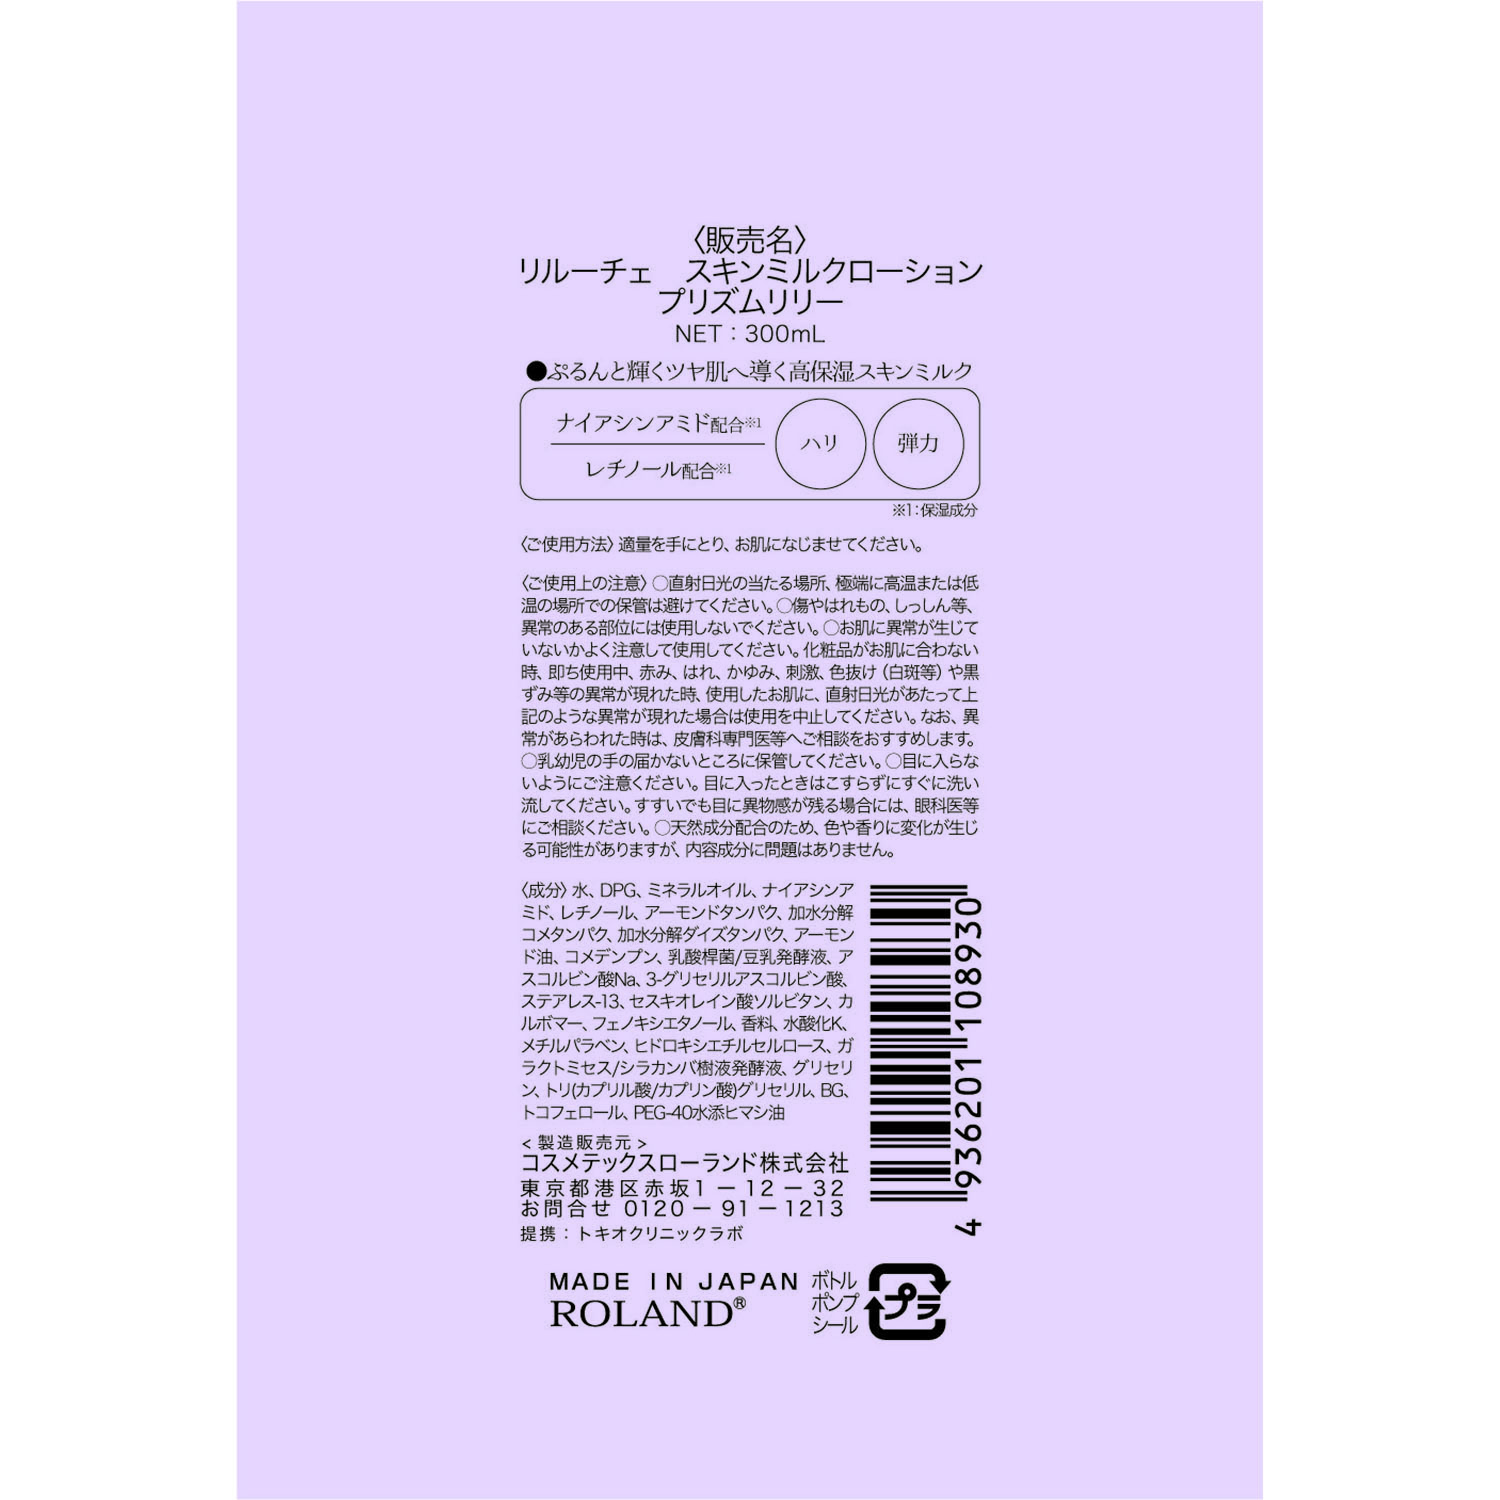 〈販売名〉
リルーチェ　スキンミルクローション
プリズムリリー
NET：300mL
●ぷるんと輝くツヤ肌へ導く高保湿スキンミルク
ナイアシンアミド配合※1
レチノール配合※1
ハリ
弾力
※1：保湿成分
〈ご使用方法〉適量を手にとり、お肌になじませてください。
〈ご使用上の注意〉○直射日光の当たる場所、極端に高温または低
温の場所での保管は避けてください。○傷やはれもの、しっしん等、
異常のある部位には使用しないでください。○お肌に異常が生じて
いないかよく注意して使用してください。化粧品がお肌に合わない
時、即ち使用中、赤み、はれ、かゆみ、刺激、色抜け（白斑等）や黒
ずみ等の異常が現れた時、使用したお肌に、直射日光があたって上
記のような異常が現れた場合は使用を中止してください。なお、異
常があらわれた時は、皮膚科専門医等へご相談をおすすめします。
○乳幼児の手の届かないところに保管してください。○目に入らな
いようにご注意ください。目に入ったときはこすらずにすぐに洗い
流してください。すすいでも目に異物感が残る場合には、眼科医等
にご相談ください。○天然成分配合のため、色や香りに変化が生じ
る可能性がありますが、内容成分に問題はありません。
〈成分〉水、DPG、ミネラルオイル、ナイアシンア
ミド、レチノール、アーモンドタンパク、加水分解
コメタンパク、加水分解ダイズタンパク、アーモン
ド油、コメデンプン、乳酸桿菌/豆乳発酵液、ア
スコルビン酸Na、3-グリセリルアスコルビン酸、
ステアレス-13、セスキオレイン酸ソルビタン、カ
ルボマー、フェノキシエタノール、香料、水酸化K、
メチルパラベン、ヒドロキシエチルセルロース、ガ
ラクトミセス/シラカンバ樹液発酵液、グリセリ
ン、トリ(カプリル酸/カプリン酸)グリセリル、BG、
トコフェロール、PEG-40水添ヒマシ油
4 936201 108930
<製造販売元>
コスメテックスローランド株式会社
東京都港区赤坂1－12－32
お問合せ 0120－91－1213
提携：トキオクリニックラボ
MADE IN JAPAN
ROLAND®
ボトル
ポンプ
シール
プラ